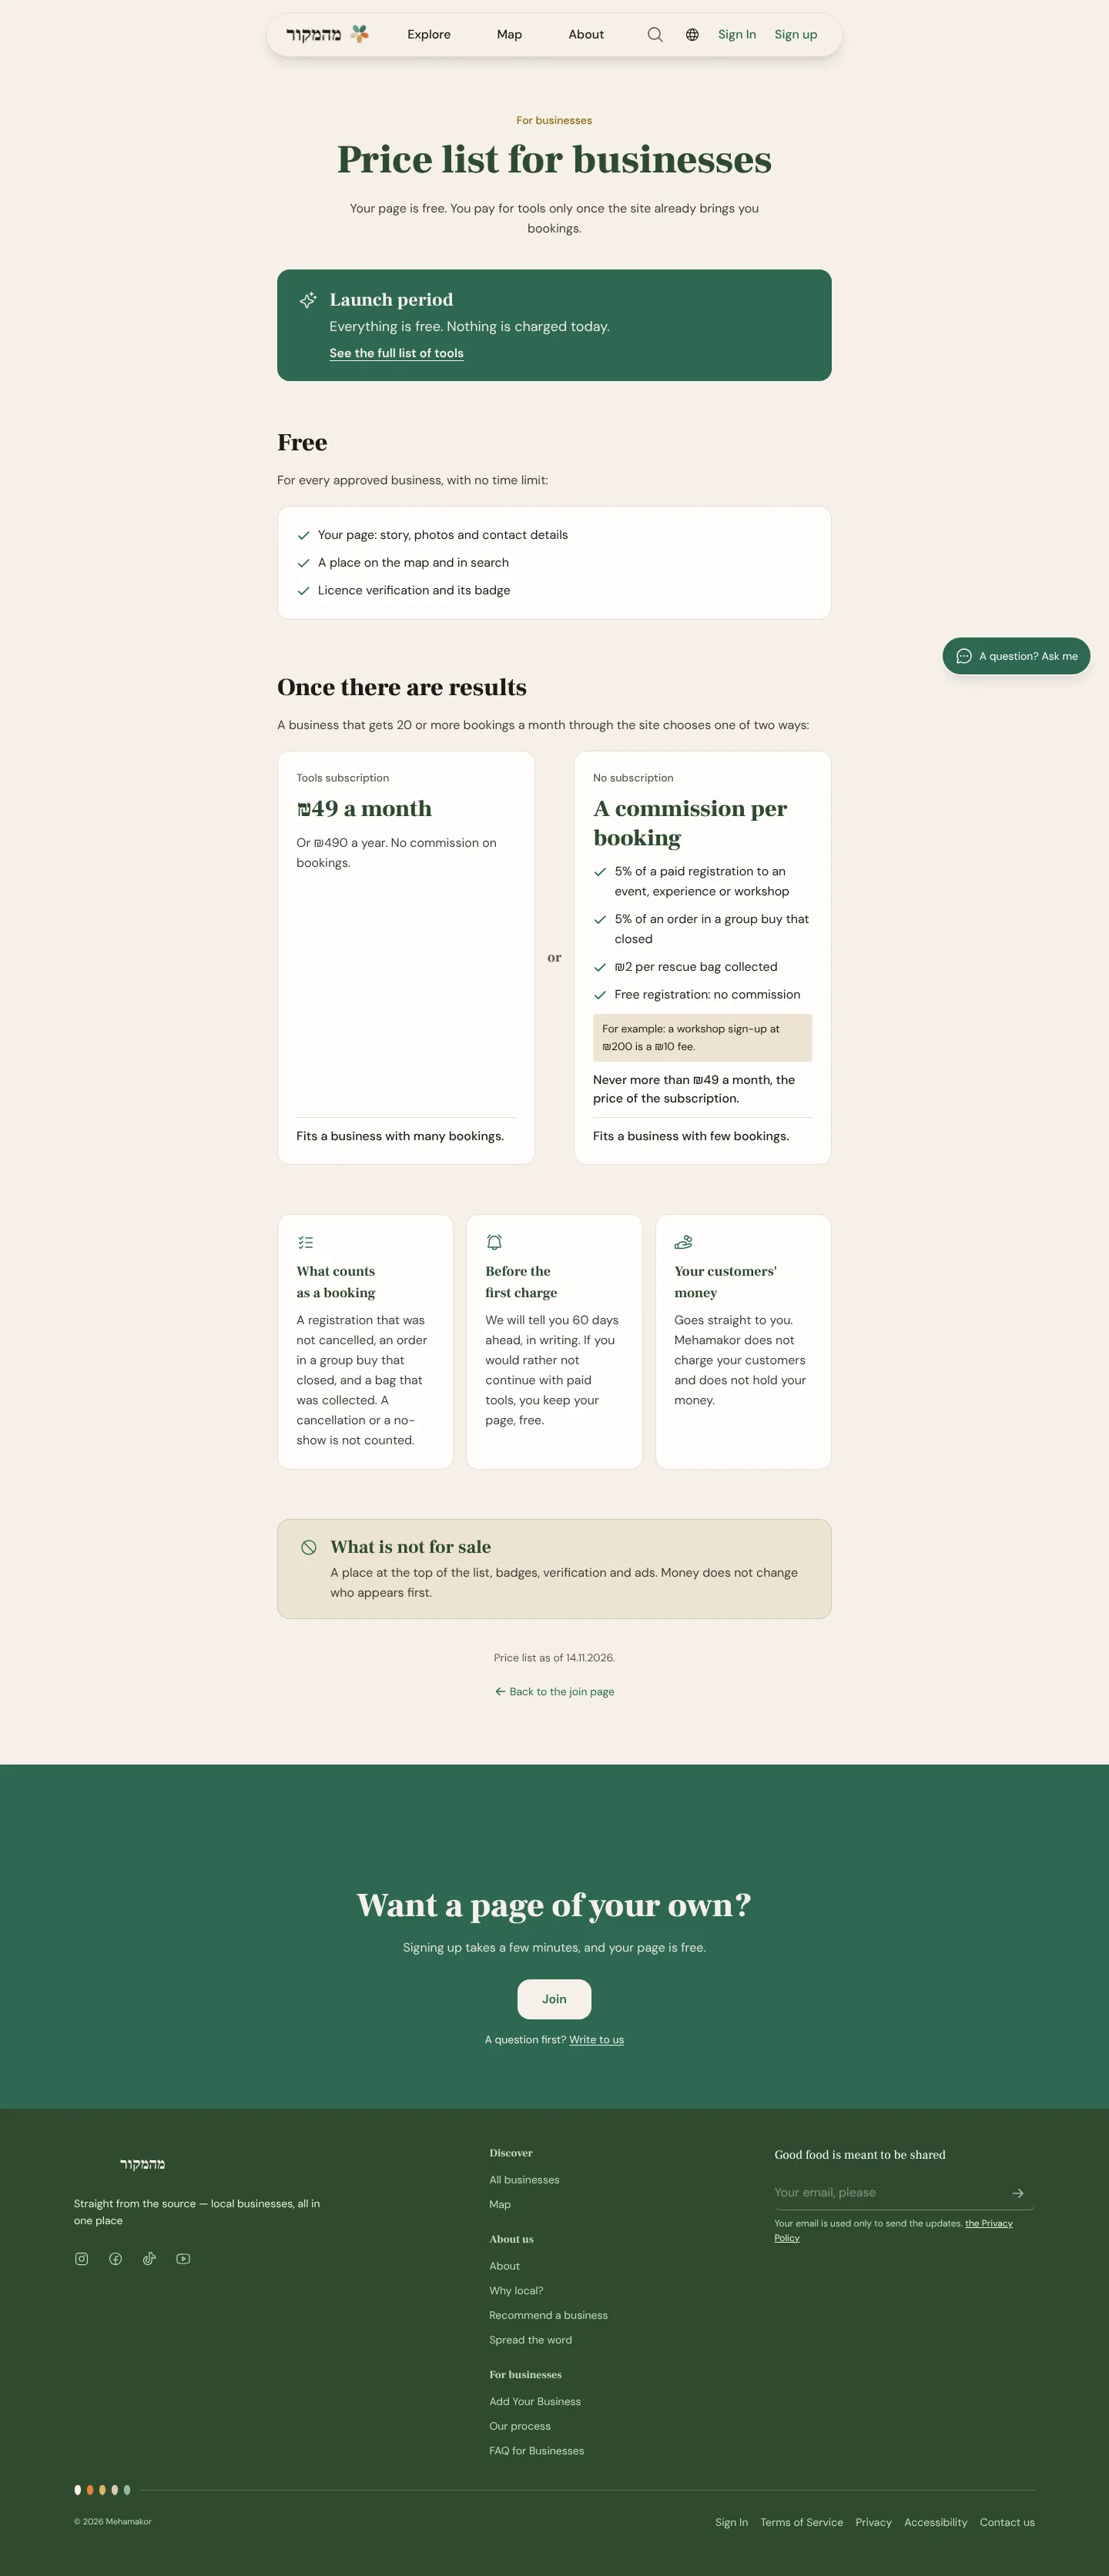 מהמקור
Explore
Map
About
Sign In
Sign up
For businesses
Price list for businesses
Your page is free. You pay for tools only once the site already brings you
bookings.
Launch period
Everything is free. Nothing is charged today.
See the full list of tools
Free
For every approved business, with no time limit:
Your page: story, photos and contact details
A place on the map and in search
Licence verification and its badge
A question? Ask me
Once there are results
A business that gets 20 or more bookings a month through the site chooses one of two ways:
Tools subscription
₪49 a month
Or ₪490 a year. No commission on
bookings.
Fits a business with many bookings.
or
No subscription
A commission per
booking
5% of a paid registration to an
event, experience or workshop
5% of an order in a group buy that
closed
₪2 per rescue bag collected
Free registration: no commission
For example: a workshop sign-up at
₪200 is a ₪10 fee.
Never more than ₪49 a month, the
price of the subscription.
Fits a business with few bookings.
What counts
as a booking
A registration that was
not cancelled, an order
in a group buy that
closed, and a bag that
was collected. A
cancellation or a no-
show is not counted.
Before the
first charge
We will tell you 60 days
ahead, in writing. If you
would rather not
continue with paid
tools, you keep your
page, free.
Your customers'
money
Goes straight to you.
Mehamakor does not
charge your customers
and does not hold your
money.
What is not for sale
A place at the top of the list, badges, verification and ads. Money does not change
who appears first.
Price list as of 14.11.2026.
← Back to the join page
Want a page of your own?
Signing up takes a few minutes, and your page is free.
Join
A question first? Write to us
מהמקור
Straight from the source — local businesses, all in
one place
Discover
All businesses
Map
About us
About
Why local?
Recommend a business
Spread the word
For businesses
Add Your Business
Our process
FAQ for Businesses
Good food is meant to be shared
Your email, please
Your email is used only to send the updates. the Privacy
Policy
© 2026 Mehamakor
Sign In
Terms of Service
Privacy
Accessibility
Contact us